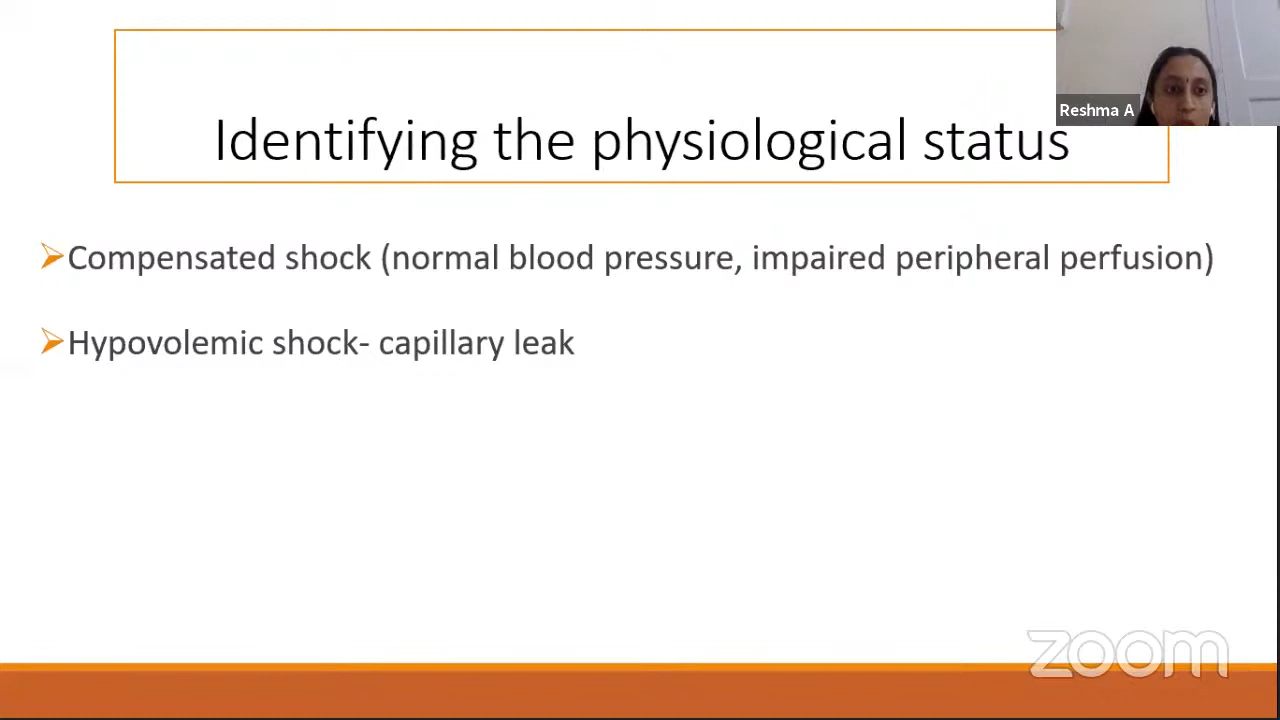 Reshma A
Identifying the physiological status
Compensated shock (normal blood pressure, impaired peripheral perfusion)
Hypovolemic shock- capillary leak
zoom